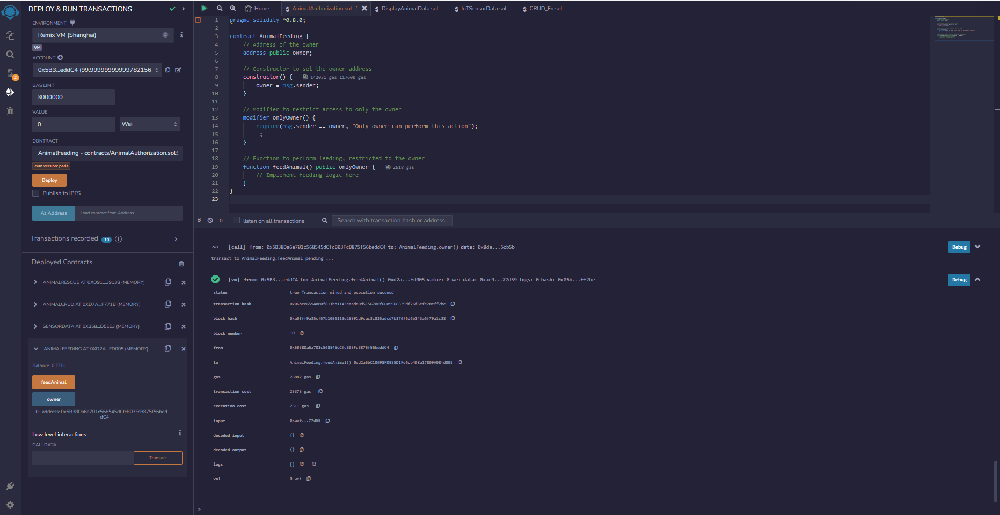 DEPLOY & RUN TRANSACTIONS
ENVIRONMENT
Remix VM (Shanghai)
VM
ACCOUNT
0x5B3...eddC4 (99.99999999999782156
GAS LIMIT
3000000
VALUE
0
Wei
CONTRACT
AnimalFeeding - contracts/AnimalAuthorization.sol
evm version: paris
Deploy
Publish to IPFS
At Address
Load contract from Address
Transactions recorded 10
Deployed Contracts
ANIMALRESCUE AT 0XD91...39138 (MEMORY)
ANIMALCRUD AT 0XD7A...F771B (MEMORY)
SENSORDATA AT 0X358...D5EE3 (MEMORY)
ANIMALFEEDING AT 0XD2A...FD005 (MEMORY)
Balance: 0 ETH
feedAnimal
owner
0: address: 0x5B38Da6a701c568545dCfcB03FcB875f56bed
dC4
Low level interactions
CALLDATA
Transact
1
Home
AnimalAuthorization.sol 1
DisplayAnimalData.sol
IoTSensorData.sol
CRUD_Fn.sol
1 pragma solidity ^0.8.0;
2
3 contract AnimalFeeding {
4 // Address of the owner
5 address public owner;
6
7 // Constructor to set the owner address
8 constructor() { 142031 gas 117600 gas
9 owner = msg.sender;
10 }
11
12 // Modifier to restrict access to only the owner
13 modifier onlyOwner() {
14 require(msg.sender == owner, "Only owner can perform this action");
15 _;
16 }
17
18 // Function to perform feeding, restricted to the owner
19 function feedAnimal() public onlyOwner { 2618 gas
20 // Implement feeding logic here
21 }
22 }
23
0
listen on all transactions
Search with transaction hash or address
CALL [call] from: 0x5B38Da6a701c568545dCfcB03FcB875f56beddC4 to: AnimalFeeding.owner() data: 0x8da...5cb5b
Debug
transact to AnimalFeeding.feedAnimal pending ...
[vm] from: 0x5B3...eddC4 to: AnimalFeeding.feedAnimal() 0xd2a...fd005 value: 0 wei data: 0xae9...77d59 logs: 0 hash: 0x06b...ff2be
Debug
status true Transaction mined and execution succeed
transaction hash 0x06bce6594000f811bb1143eaade0d5156708f6609966339df26f6efe20eff2be
block hash 0xa0fff9a35cf57b1096113e25991d9cac3c815adcd7b376f6d6b143a6f79a1c38
block number 10
from 0x5B38Da6a701c568545dCfcB03FcB875f56beddC4
to AnimalFeeding.feedAnimal() 0xd2a5bC10698FD955D1Fe6cb468a17809A08fd005
gas 26882 gas
transaction cost 23375 gas
execution cost 2311 gas
input 0xae9...77d59
decoded input {}
decoded output {}
logs []
val 0 wei
>